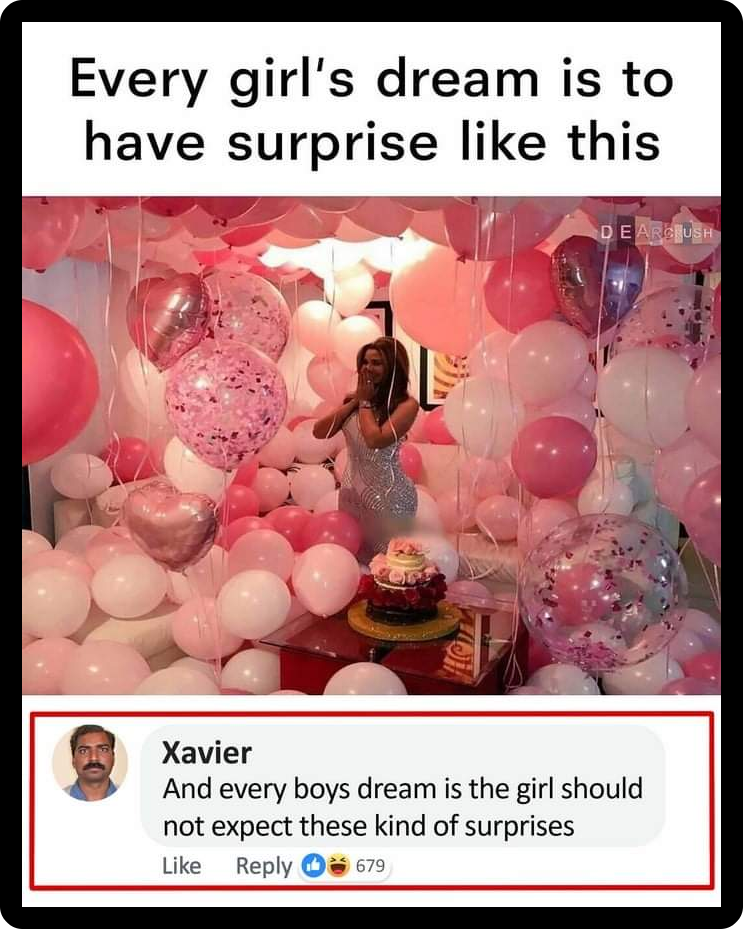 Every girl's dream is to
have surprise like this
DEARCRUSH
Xavier
And every boys dream is the girl should
not expect these kind of surprises
Like Reply 679